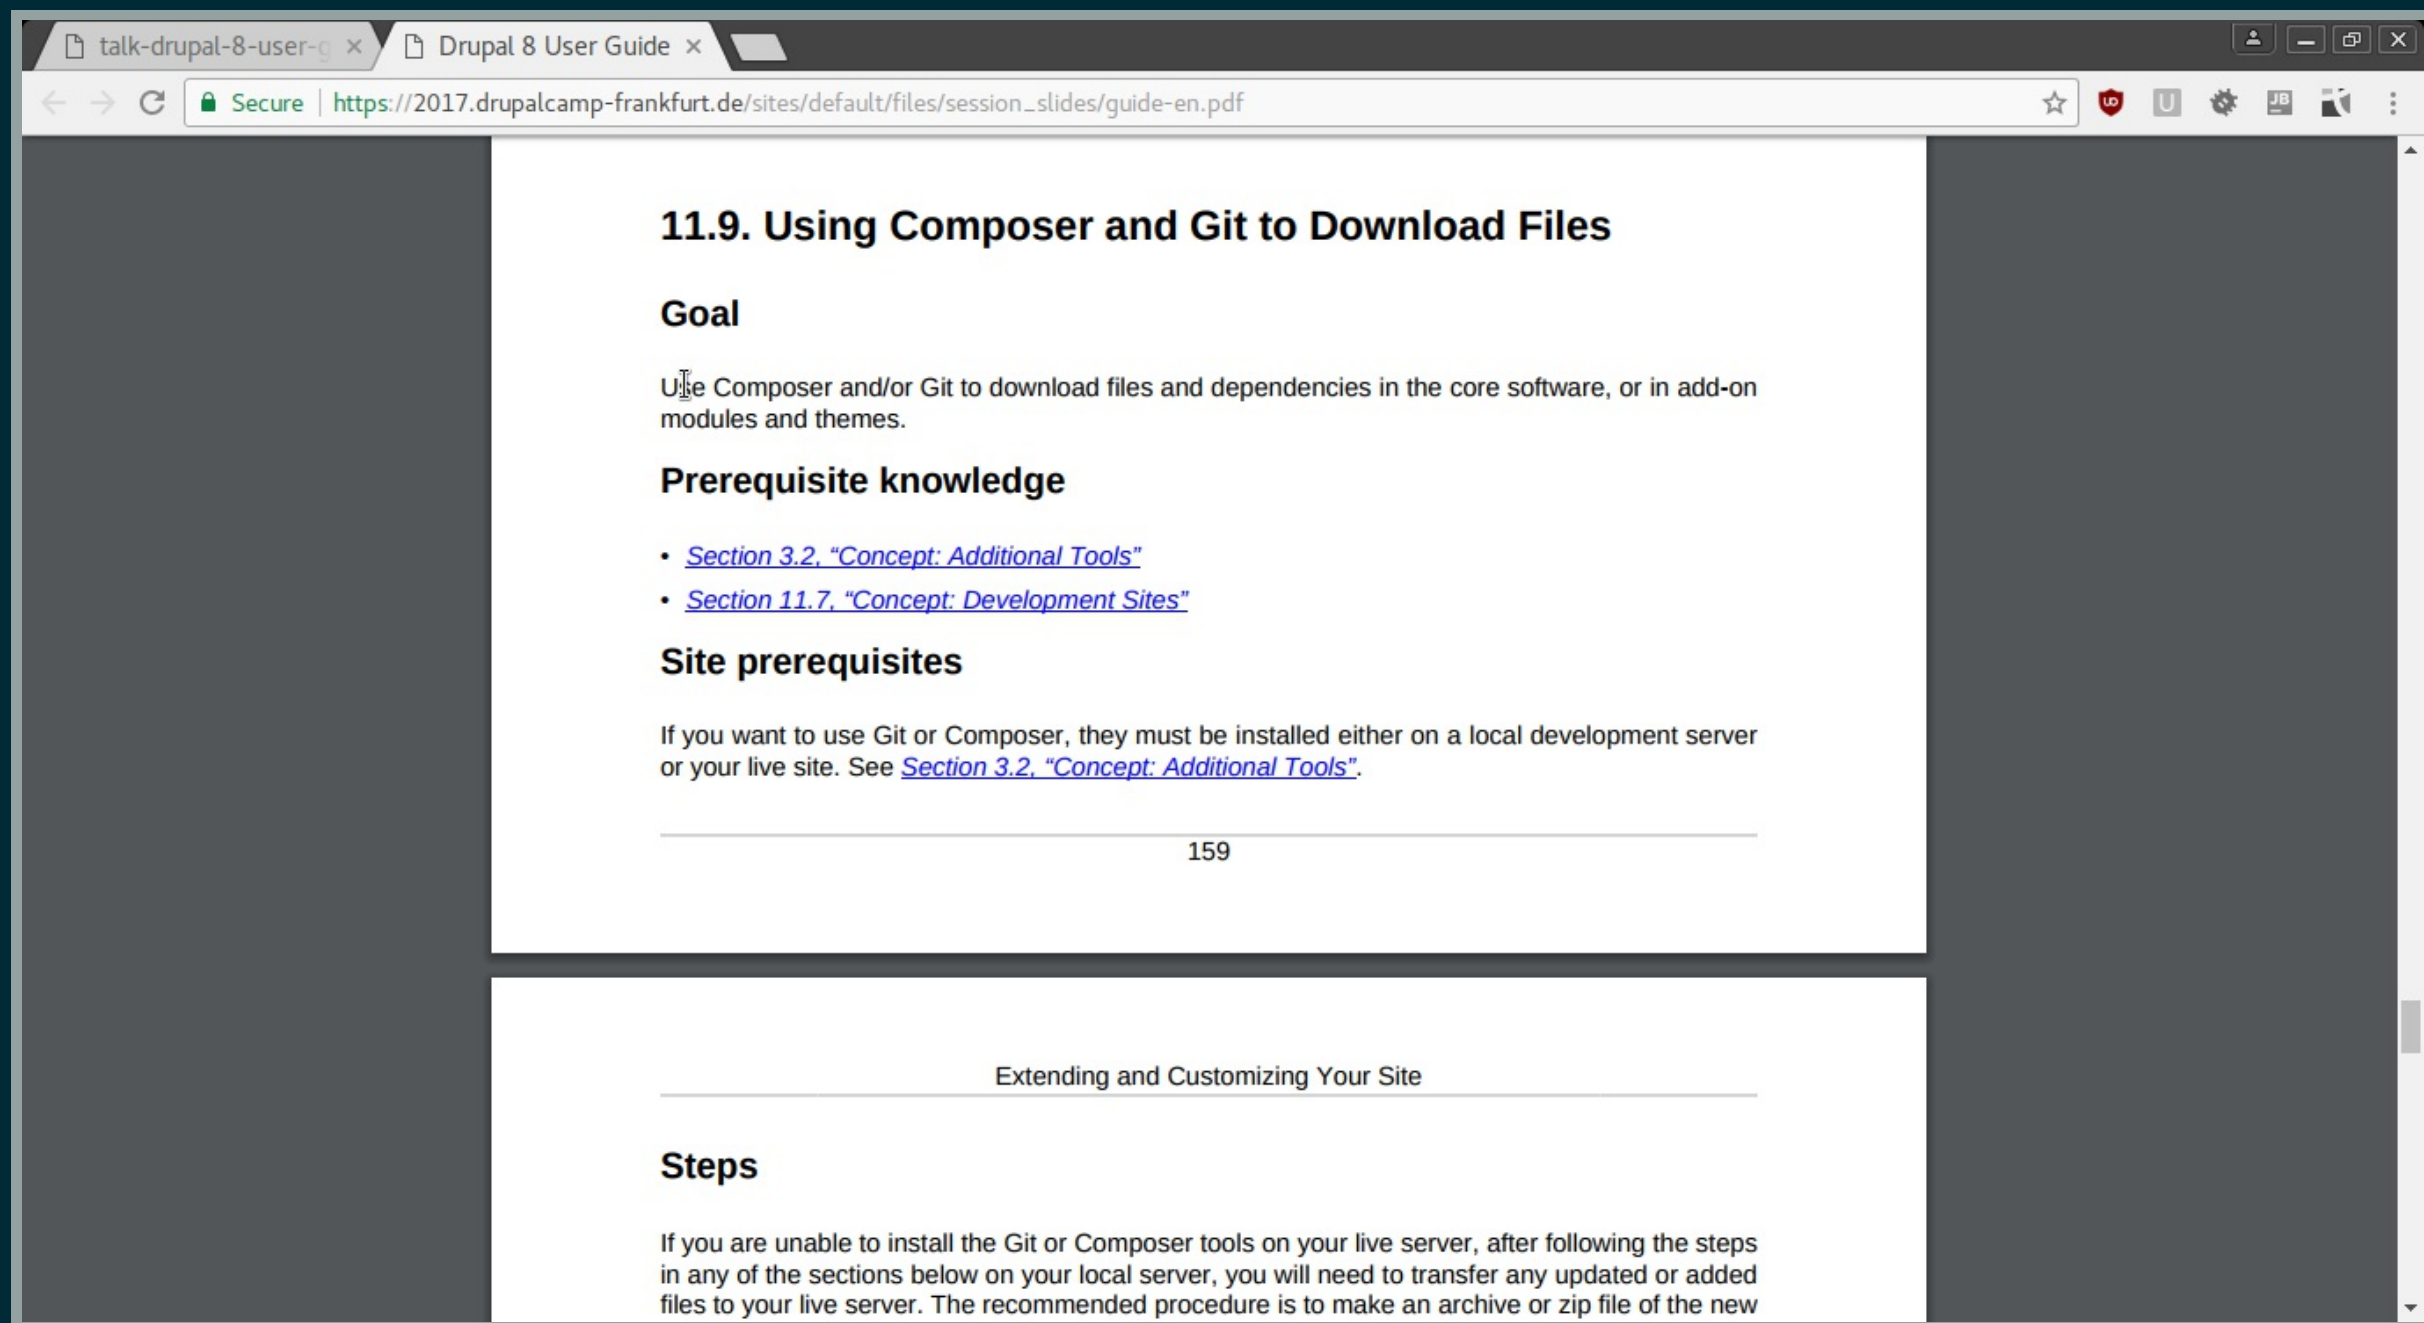 talk-drupal-8-user-g
Drupal 8 User Guide
Secure
https://2017.drupalcamp-frankfurt.de/sites/default/files/session_slides/guide-en.pdf
U
JB
11.9. Using Composer and Git to Download Files
Goal
Use Composer and/or Git to download files and dependencies in the core software, or in add-on
modules and themes.
Prerequisite knowledge
• Section 3.2, “Concept: Additional Tools”
• Section 11.7, “Concept: Development Sites”
Site prerequisites
If you want to use Git or Composer, they must be installed either on a local development server
or your live site. See Section 3.2, “Concept: Additional Tools”.
159
Extending and Customizing Your Site
Steps
If you are unable to install the Git or Composer tools on your live server, after following the steps
in any of the sections below on your local server, you will need to transfer any updated or added
files to your live server. The recommended procedure is to make an archive or zip file of the new